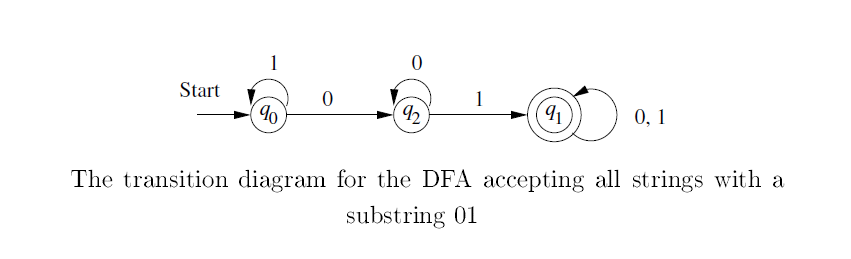 1
0
Start
0
1
q0
q2
q1
0, 1
The transition diagram for the DFA accepting all strings with a
substring 01